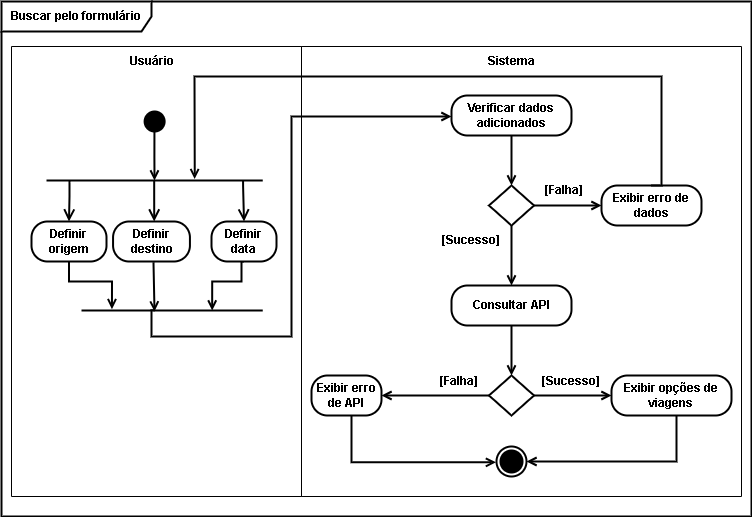 Buscar pelo formulário
Usuário
Sistema
Verificar dados
adicionados
[Falha]
Exibir erro de
dados
Definir
origem
Definir
destino
Definir
data
[Sucesso]
Consultar API
[Falha]
[Sucesso]
Exibir erro
de API
Exibir opções de
viagens